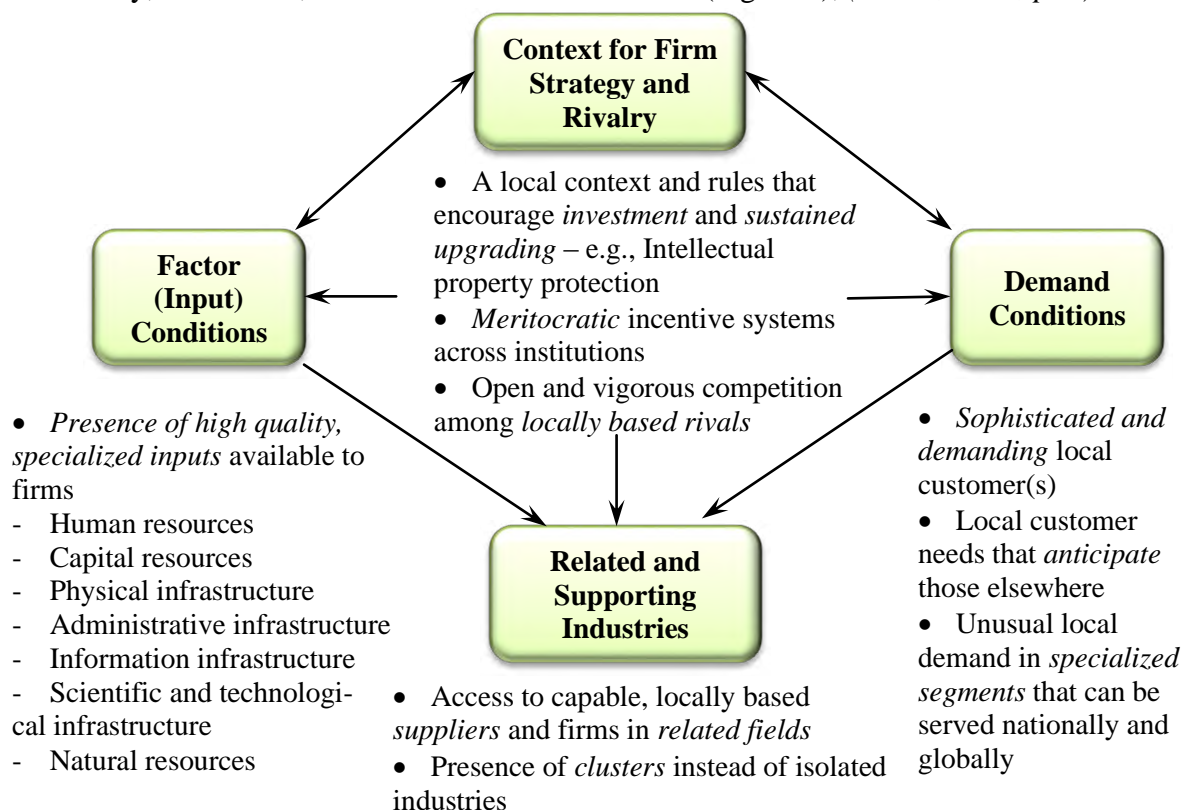 Context for Firm
Strategy and
Rivalry
• A local context and rules that
encourage investment and sustained
upgrading – e.g., Intellectual
property protection
• Meritocratic incentive systems
across institutions
• Open and vigorous competition
among locally based rivals
Factor
(Input)
Conditions
Demand
Conditions
• Presence of high quality,
specialized inputs available to
firms
- Human resources
- Capital resources
- Physical infrastructure
- Administrative infrastructure
- Information infrastructure
- Scientific and technologi-
cal infrastructure
- Natural resources
Related and
Supporting
Industries
• Access to capable, locally based
suppliers and firms in related fields
• Presence of clusters instead of isolated
industries
• Sophisticated and
demanding local
customer(s)
• Local customer
needs that anticipate
those elsewhere
• Unusual local
demand in specialized
segments that can be
served nationally and
globally